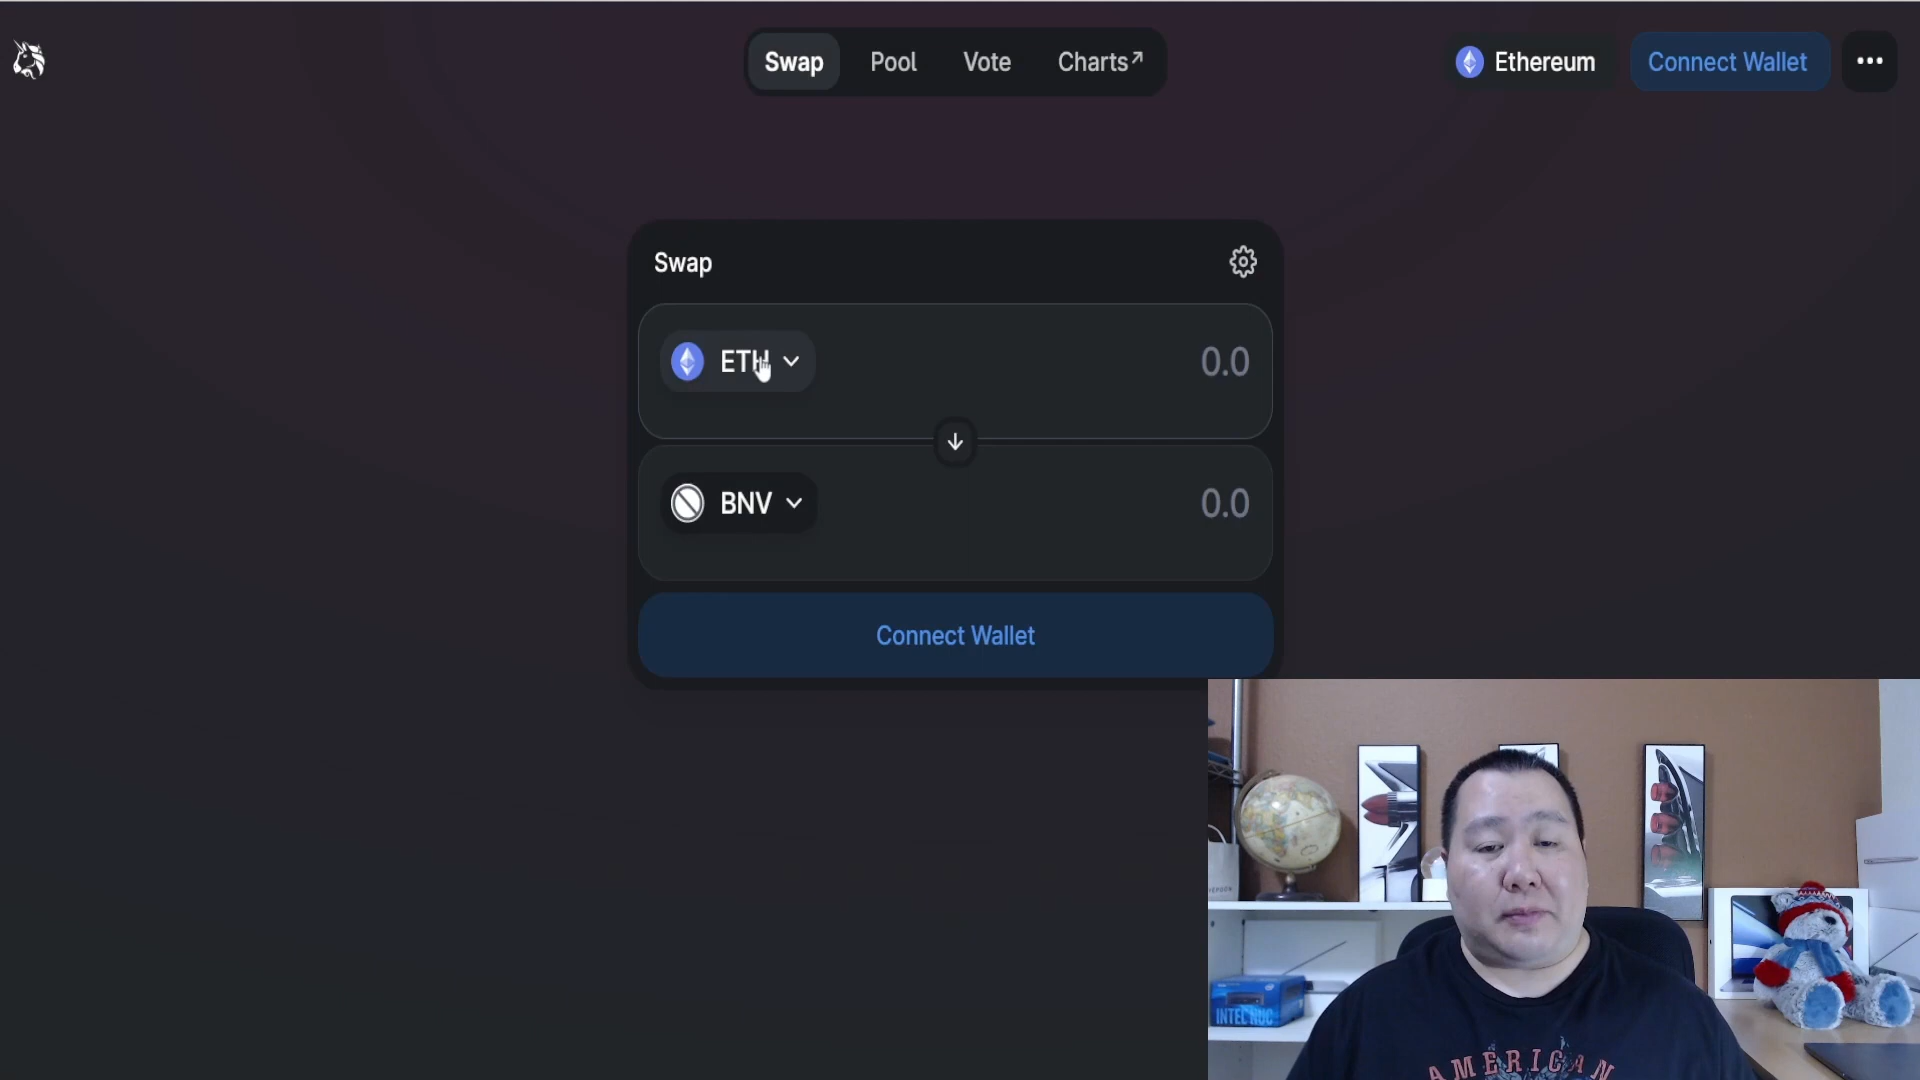 Swap Pool Vote Charts↗ Ethereum Connect Wallet
Swap
ETH 0.0
BNV 0.0
Connect Wallet
INTEL NUC
AMERICAN